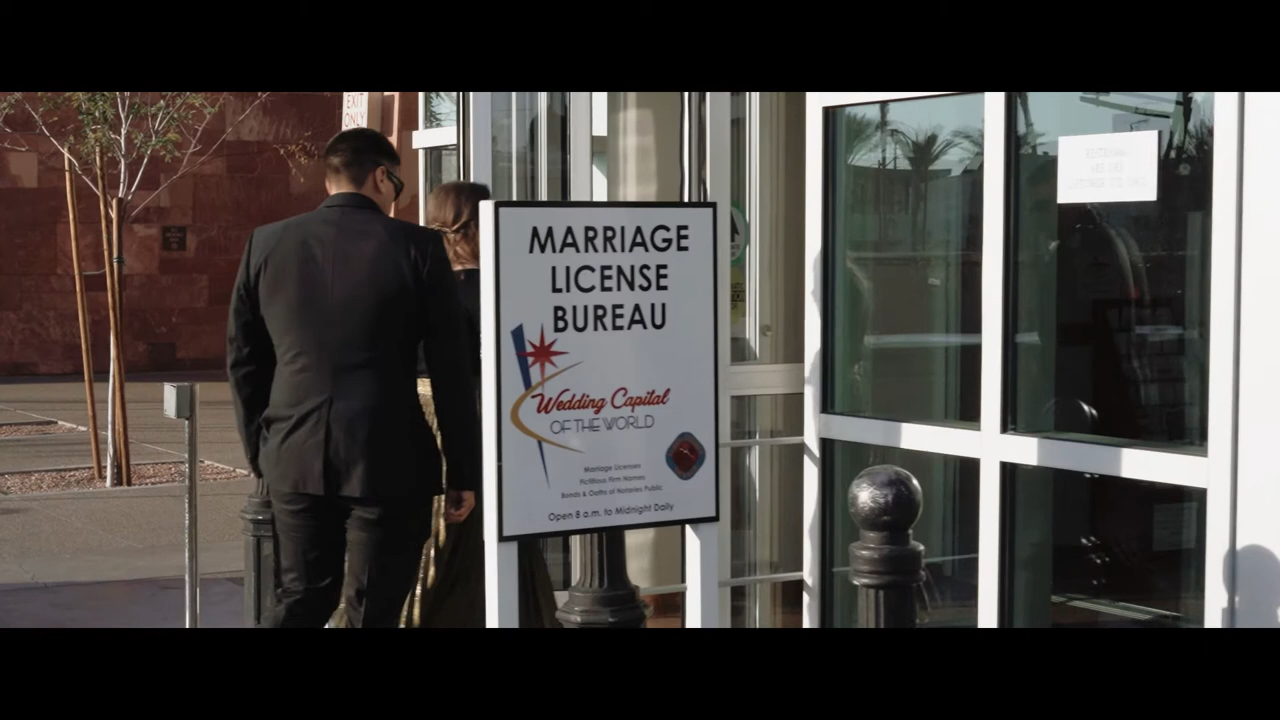 EXIT
ONLY
MARRIAGE
LICENSE
BUREAU
Wedding Capital
OF THE WORLD
Marriage Licenses
Fictitious Firm Names
Bonds & Oaths of Notaries Public
Open 8 a.m. to Midnight Daily